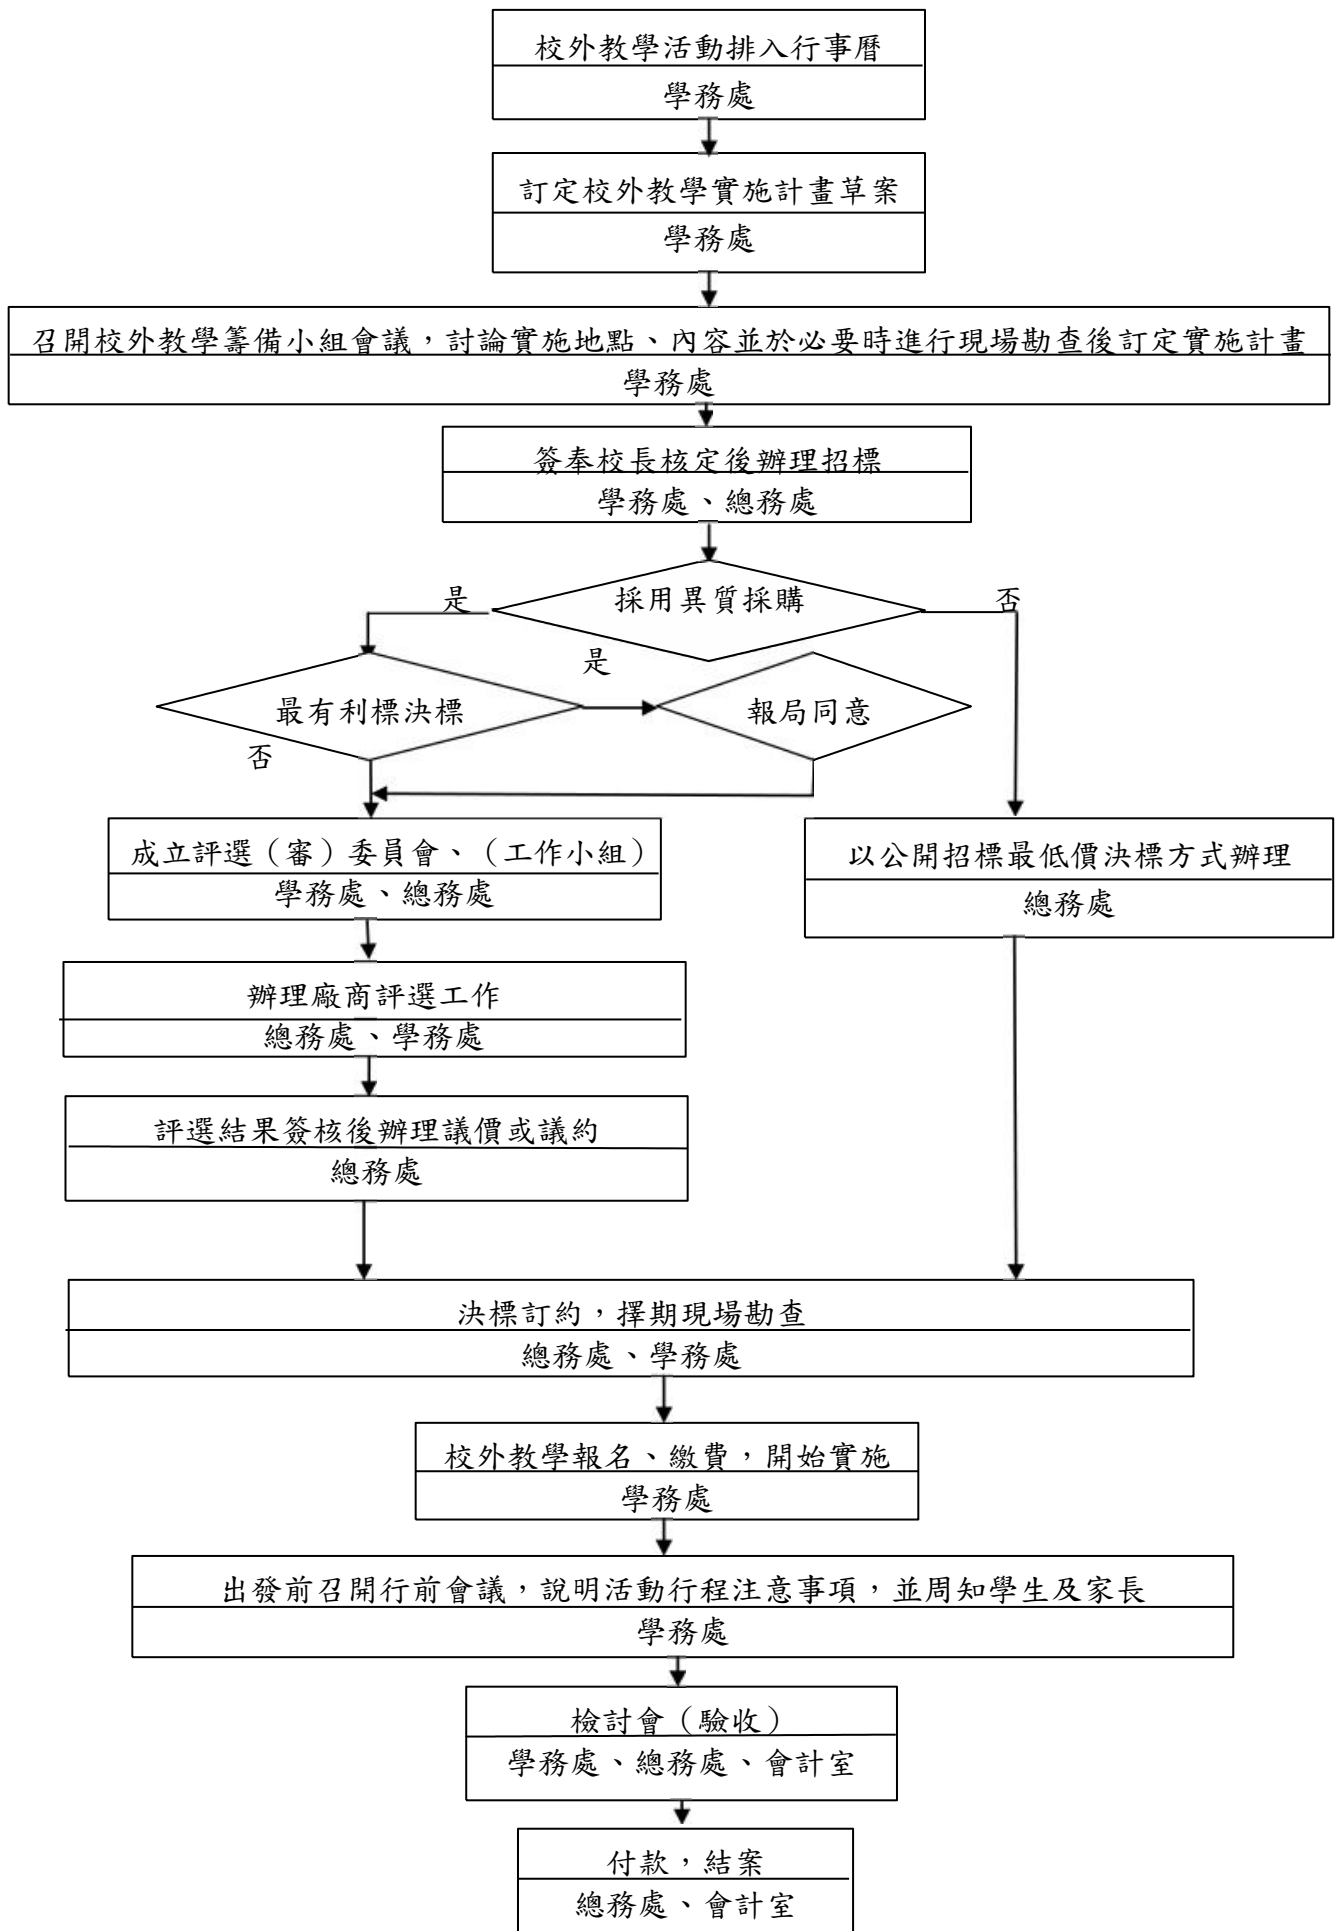 校外教學活動排入行事曆
學務處
訂定校外教學實施計畫草案
學務處
召開校外教學籌備小組會議，討論實施地點、內容並於必要時進行現場勘查後訂定實施計畫
學務處
簽奉校長核定後辦理招標
學務處、總務處
採用異質採購
是
否
最有利標決標
是
報局同意
否
成立評選（審）委員會、（工作小組）
學務處、總務處
以公開招標最低價決標方式辦理
總務處
辦理廠商評選工作
總務處、學務處
評選結果簽核後辦理議價或議約
總務處
決標訂約，擇期現場勘查
總務處、學務處
校外教學報名、繳費，開始實施
學務處
出發前召開行前會議，說明活動行程注意事項，並周知學生及家長
學務處
檢討會（驗收）
學務處、總務處、會計室
付款，結案
總務處、會計室